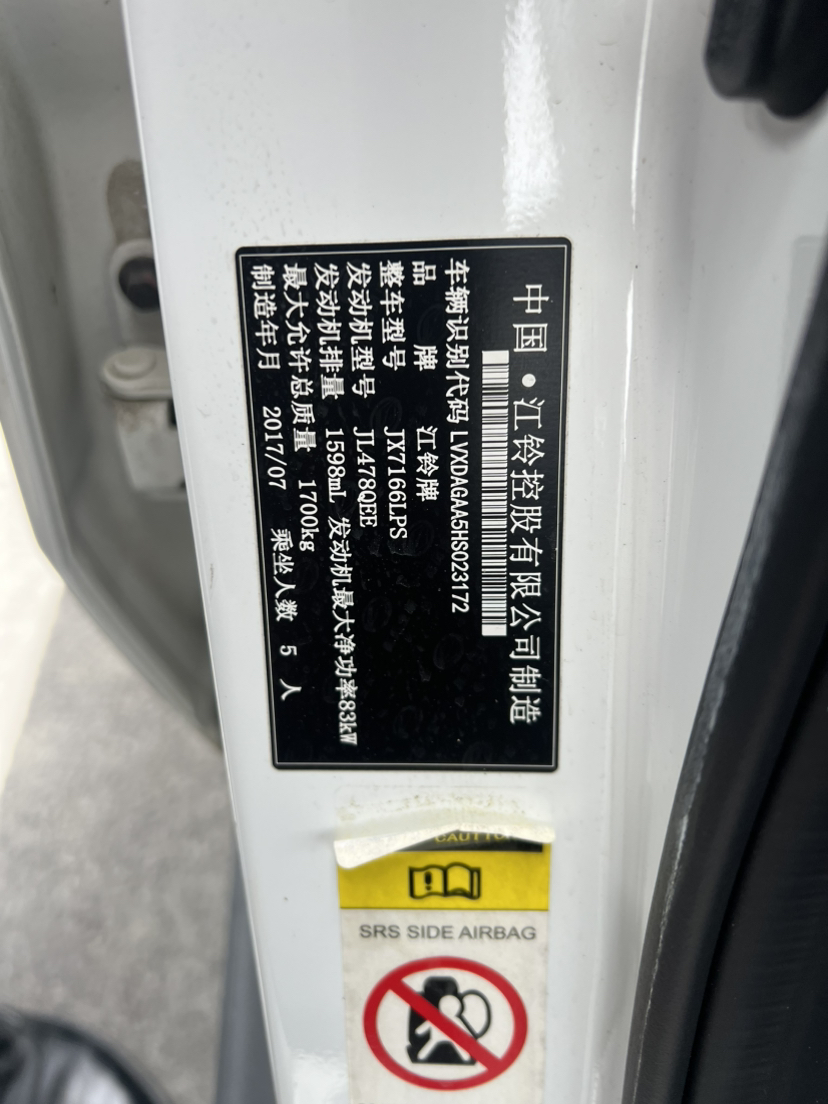 中国·江铃控股有限公司制造
车辆识别代码 LVXDAGAA5HS023172
品 牌 江铃牌
整车型号 JX7166LPS
发动机型号 JL478QEE
发动机排量 1598mL 发动机最大净功率83kW
最大允许总质量 1700kg
制造年月 2017/07 乘坐人数 5 人
CAUTIO
SRS SIDE AIRBAG